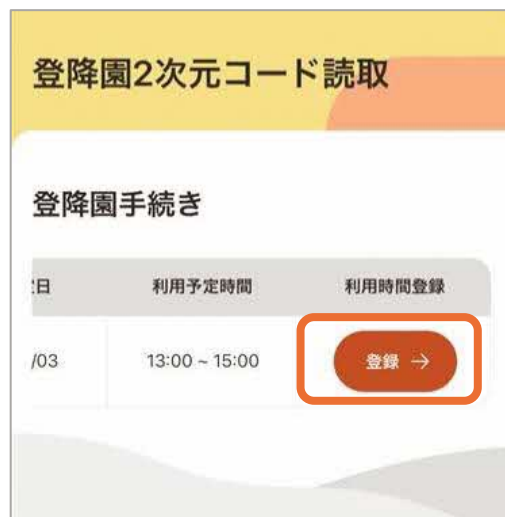 登降園2次元コード読取
登降園手続き
日 利用予定時間 利用時間登録
/03 13:00 ~ 15:00 登録 →